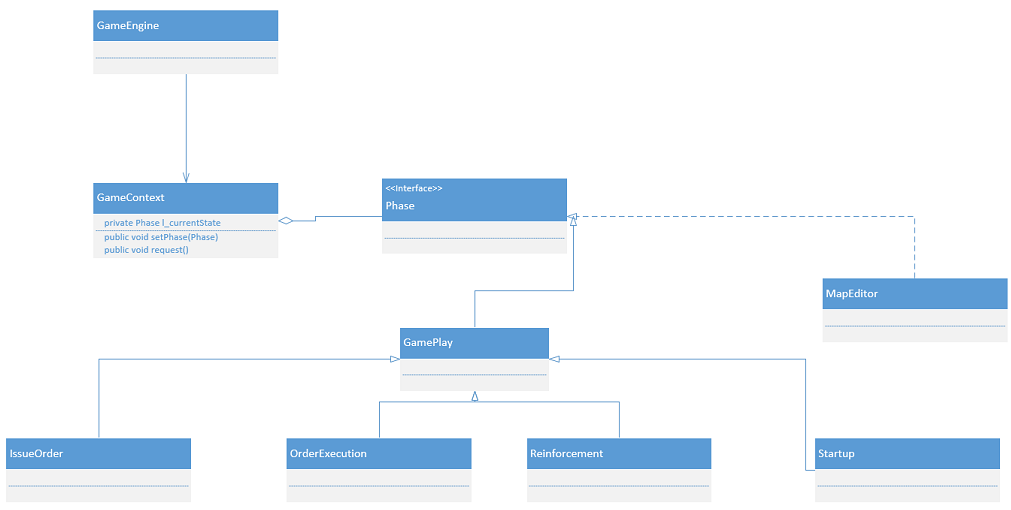 GameEngine
GameContext
private Phase l_currentState
public void setPhase(Phase)
public void request()
<<Interface>>
Phase
MapEditor
GamePlay
IssueOrder
OrderExecution
Reinforcement
Startup